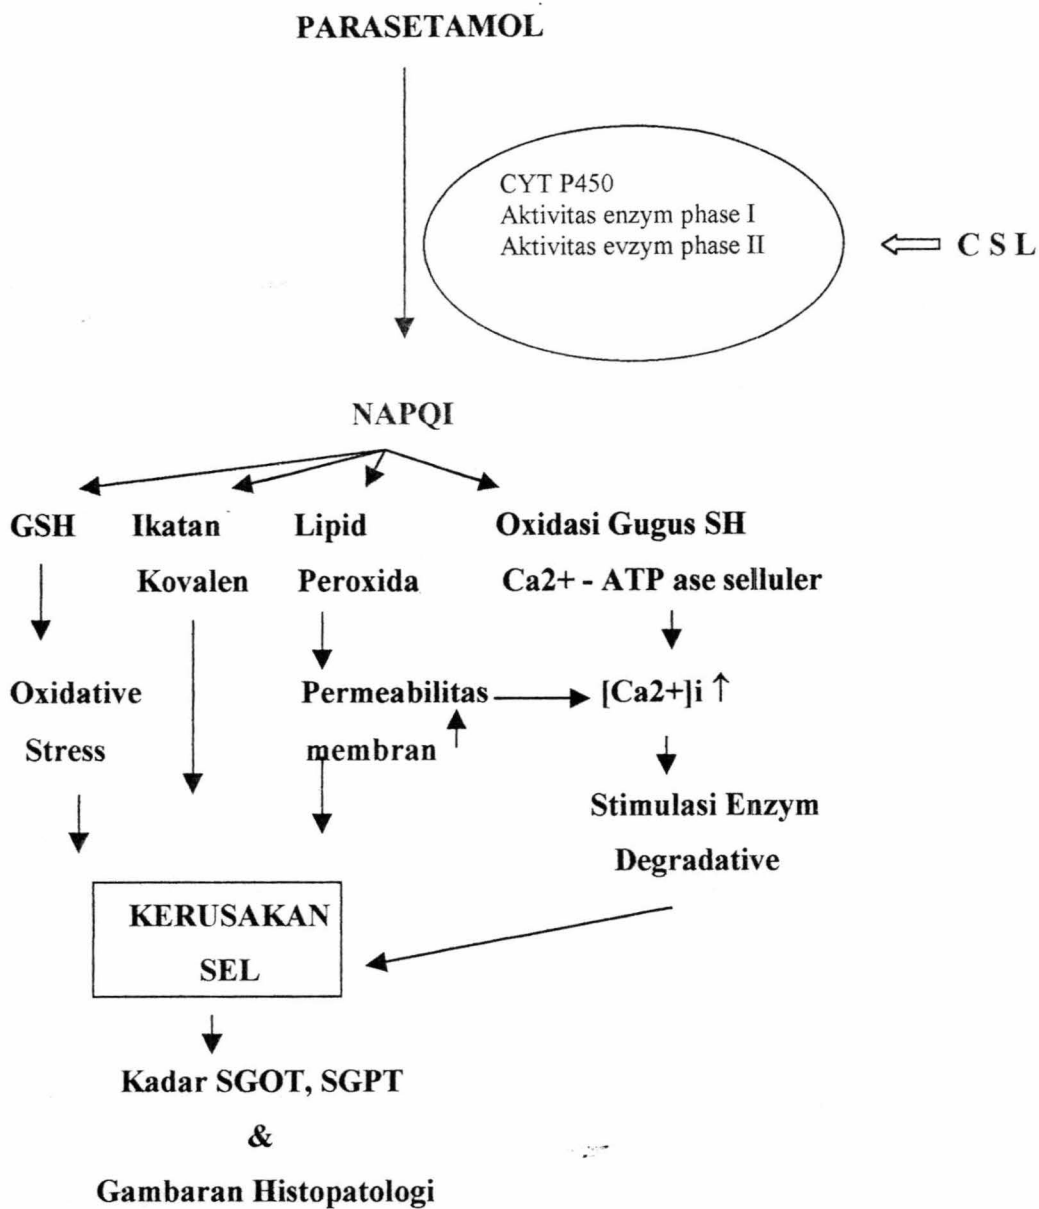 PARASETAMOL
CYT P450
Aktivitas enzym phase I
Aktivitas evzym phase II
C S L
NAPQI
GSH
Ikatan
Kovalen
Lipid
Peroxida
Oxidasi Gugus SH
Ca2+ - ATP ase selluler
Oxidative
Stress
Permeabilitas
membran ↑
[Ca2+]i ↑
Stimulasi Enzym
Degradative
KERUSAKAN
SEL
Kadar SGOT, SGPT
&
Gambaran Histopatologi